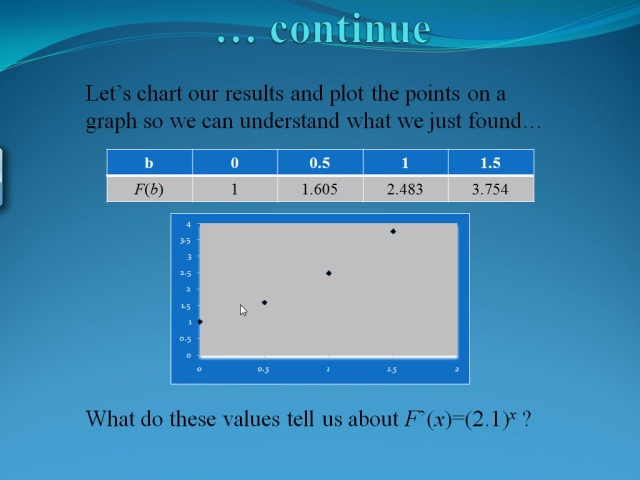 … continue
Let’s chart our results and plot the points on a
graph so we can understand what we just found…
b 0 0.5 1 1.5
F(b) 1 1.605 2.483 3.754
4
3.5
3
2.5
2
1.5
1
0.5
0
0 0.5 1 1.5 2
What do these values tell us about F’(x)=(2.1)ˣ ?